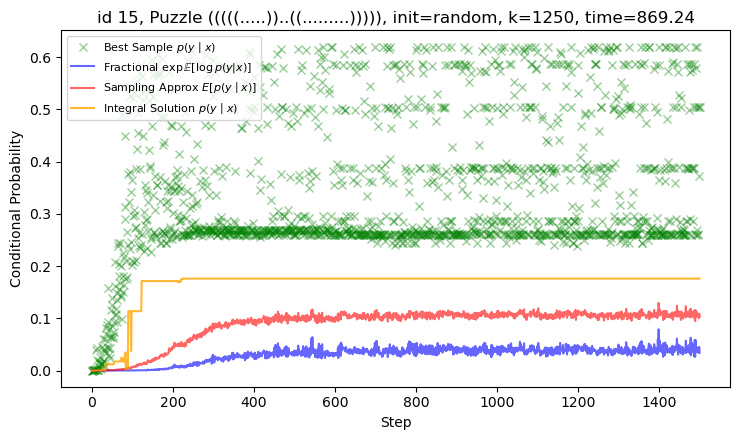 id 15, Puzzle (((((.....))..((.........))))), init=random, k=1250, time=869.24
Best Sample p(y | x)
Fractional exp 𝔼[log p(y|x)]
Sampling Approx E[p(y | x)]
Integral Solution p(y | x)
Conditional Probability
0.6
0.5
0.4
0.3
0.2
0.1
0.0
0 200 400 600 800 1000 1200 1400
Step